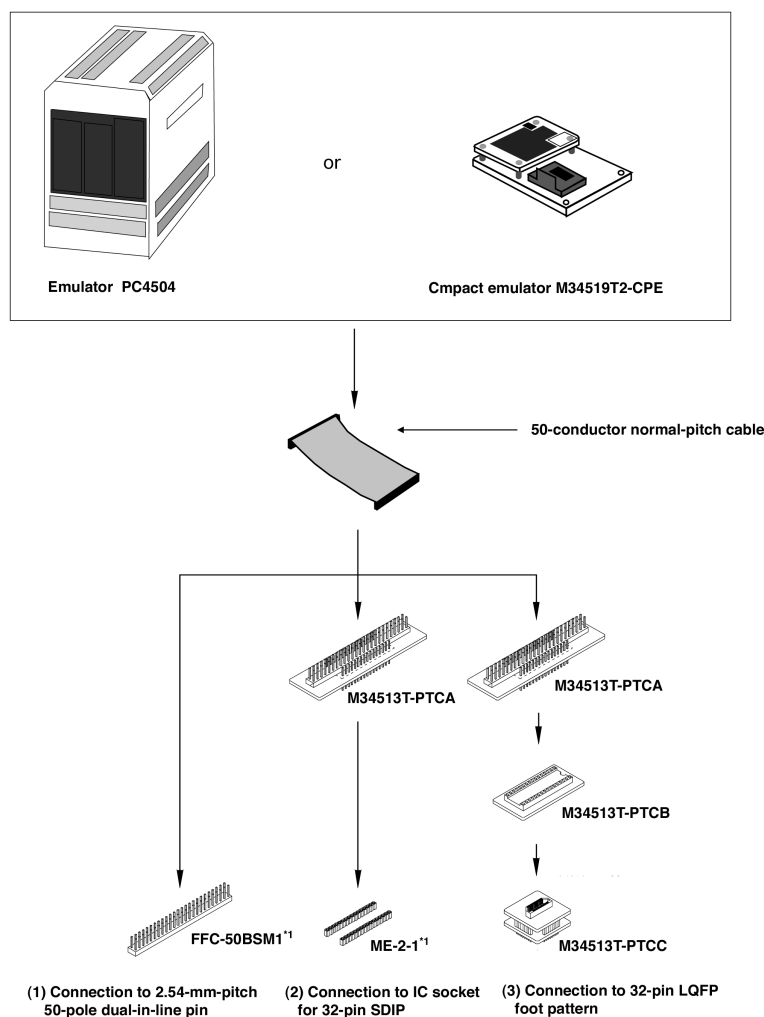 or
Emulator PC4504
Cmpact emulator M34519T2-CPE
50-conductor normal-pitch cable
M34513T-PTCA
M34513T-PTCA
M34513T-PTCB
FFC-50BSM1*1
ME-2-1*1
M34513T-PTCC
(1) Connection to 2.54-mm-pitch
50-pole dual-in-line pin
(2) Connection to IC socket
for 32-pin SDIP
(3) Connection to 32-pin LQFP
foot pattern